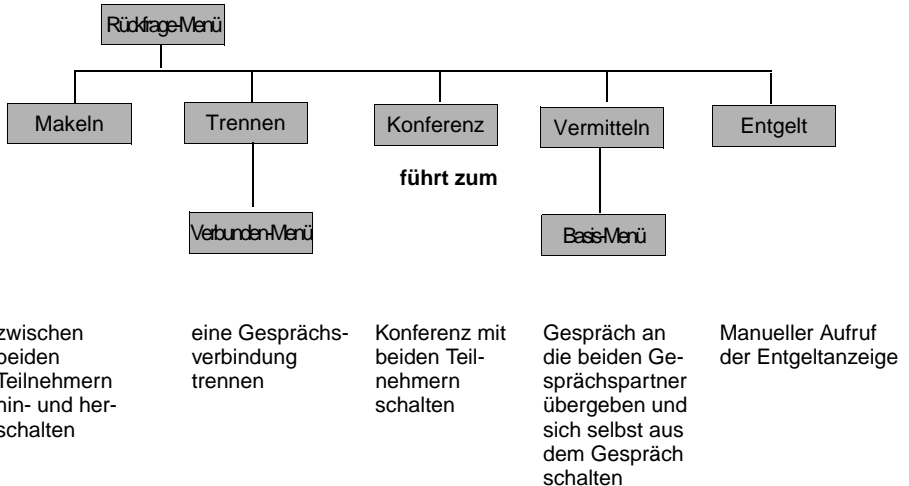 Rückfrage-Menü
Makeln
Trennen
Konferenz
Vermitteln
Entgelt
führt zum
Verbunden-Menü
Basis-Menü
zwischen
beiden
Teilnehmern
hin- und her-
schalten
eine Gesprächs-
verbindung
trennen
Konferenz mit
beiden Teil-
nehmern
schalten
Gespräch an
die beiden Ge-
sprächspartner
übergeben und
sich selbst aus
dem Gespräch
schalten
Manueller Aufruf
der Entgeltanzeige